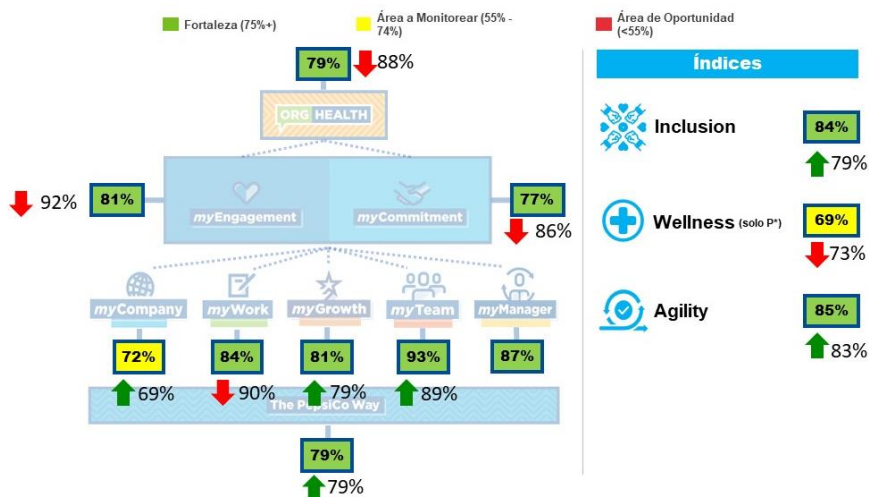 Fortaleza (75%+)
Área a Monitorear (55% -
74%)
Área de Oportunidad
(<55%)
79%
88%
ORG HEALTH
92%
81%
myEngagement
myCommitment
77%
86%
myCompany
myWork
myGrowth
myTeam
myManager
72%
84%
81%
93%
87%
69%
90%
79%
89%
The PepsiCo Way
79%
79%
Índices
Inclusion
84%
79%
Wellness (solo P*)
69%
73%
Agility
85%
83%